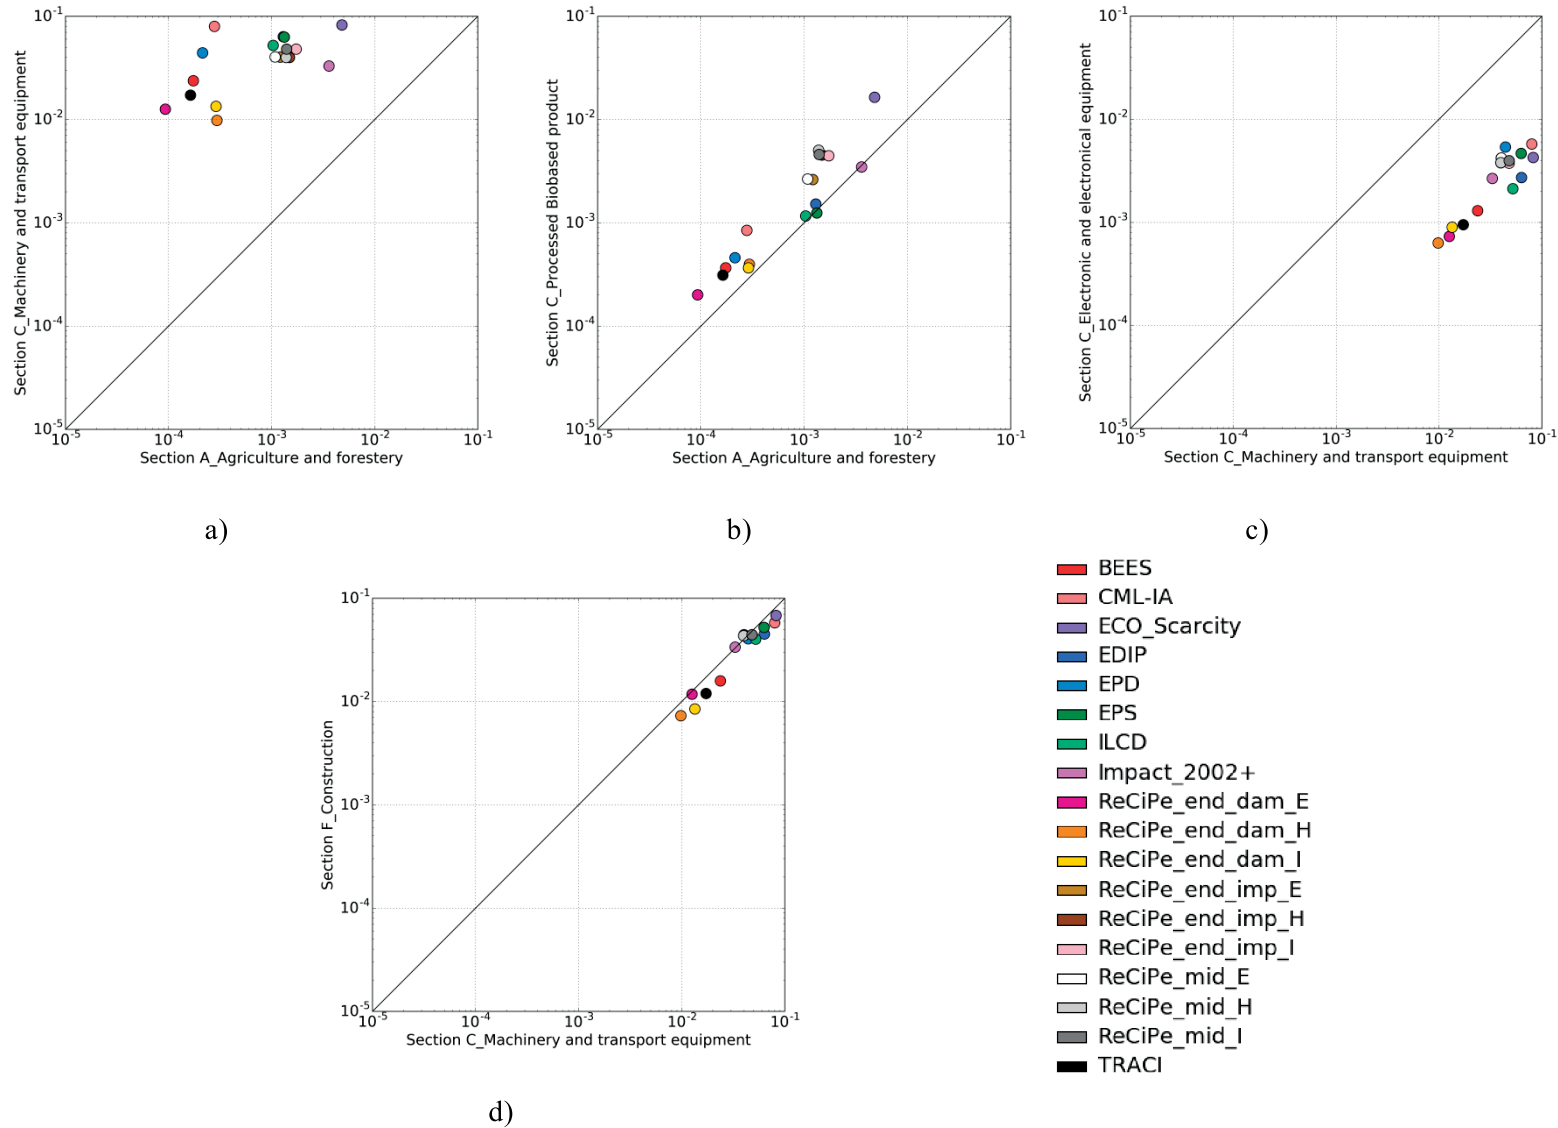 10^-1
10^-2
10^-3
10^-4
10^-5
Section C_Machinery and transport equipment
10^-5 10^-4 10^-3 10^-2 10^-1
Section A_Agriculture and forestery
a)
10^-1
10^-2
10^-3
10^-4
10^-5
Section C_Processed Biobased product
10^-5 10^-4 10^-3 10^-2 10^-1
Section A_Agriculture and forestery
b)
10^-1
10^-2
10^-3
10^-4
10^-5
Section C_Electronic and electronical equipment
10^-5 10^-4 10^-3 10^-2 10^-1
Section C_Machinery and transport equipment
c)
10^-1
10^-2
10^-3
10^-4
10^-5
Section F_Construction
10^-5 10^-4 10^-3 10^-2 10^-1
Section C_Machinery and transport equipment
d)
BEES
CML-IA
ECO_Scarcity
EDIP
EPD
EPS
ILCD
Impact_2002+
ReCiPe_end_dam_E
ReCiPe_end_dam_H
ReCiPe_end_dam_I
ReCiPe_end_imp_E
ReCiPe_end_imp_H
ReCiPe_end_imp_I
ReCiPe_mid_E
ReCiPe_mid_H
ReCiPe_mid_I
TRACI